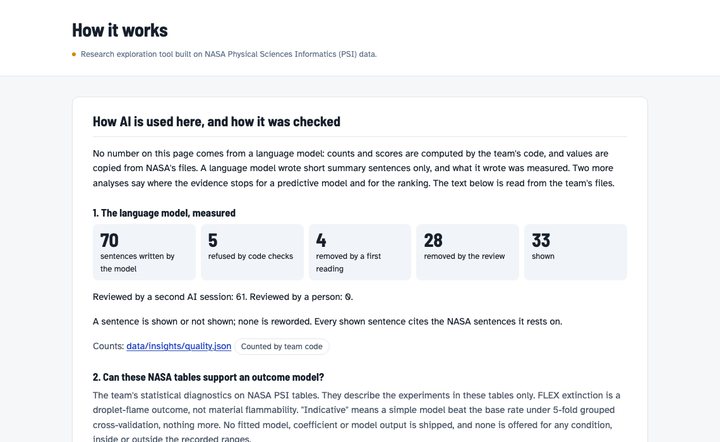 How it works
Research exploration tool built on NASA Physical Sciences Informatics (PSI) data.
How AI is used here, and how it was checked
No number on this page comes from a language model: counts and scores are computed by the team's code, and values are
copied from NASA's files. A language model wrote short summary sentences only, and what it wrote was measured. Two more
analyses say where the evidence stops for a predictive model and for the ranking. The text below is read from the team's files.
1. The language model, measured
70
sentences written by
the model
5
refused by code checks
4
removed by a first
reading
28
removed by the review
33
shown
Reviewed by a second AI session: 61. Reviewed by a person: 0.
A sentence is shown or not shown; none is reworded. Every shown sentence cites the NASA sentences it rests on.
Counts: data/insights/quality.json Counted by team code
2. Can these NASA tables support an outcome model?
The team's statistical diagnostics on NASA PSI tables. They describe the experiments in these tables only. FLEX extinction is a
droplet-flame outcome, not material flammability. "Indicative" means a simple model beat the base rate under 5-fold grouped
cross-validation, nothing more. No fitted model, coefficient or model output is shipped, and none is offered for any condition,
inside or outside the recorded ranges.